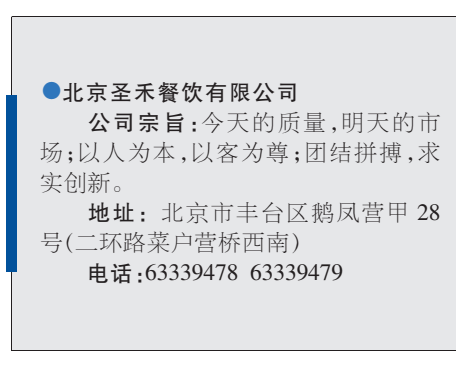 ●北京圣禾餐饮有限公司
公司宗旨:今天的质量,明天的市
场;以人为本,以客为尊;团结拼搏,求
实创新。
地址: 北京市丰台区鹅凤营甲 28
号(二环路菜户营桥西南)
电话:63339478 63339479